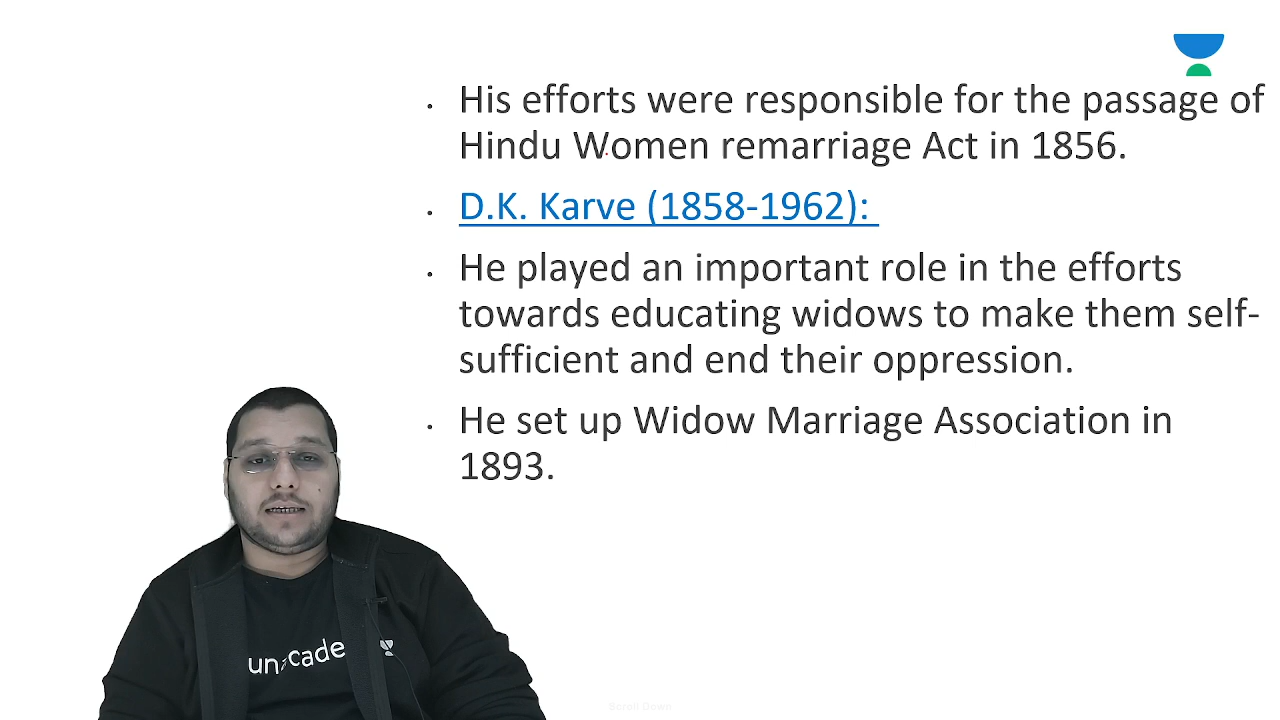 His efforts were responsible for the passage of
Hindu Women remarriage Act in 1856.
D.K. Karve (1858-1962):
He played an important role in the efforts
towards educating widows to make them self-
sufficient and end their oppression.
He set up Widow Marriage Association in
1893.
unacade
Scroll Down